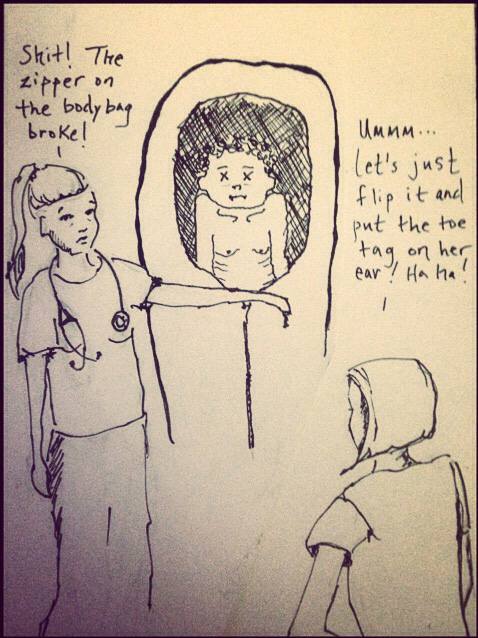 Shit! The
zipper on
the body bag
broke!
Ummm...
let's just
flip it and
put the toe
tag on her
ear! Ha Ha!